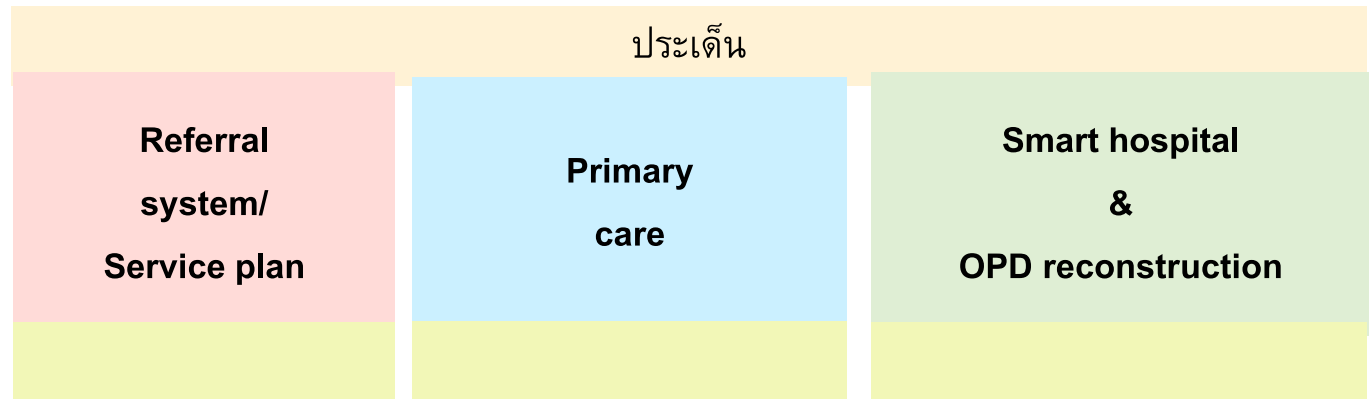 ประเด็น
Referral
system/
Service plan
Primary
care
Smart hospital
&
OPD reconstruction